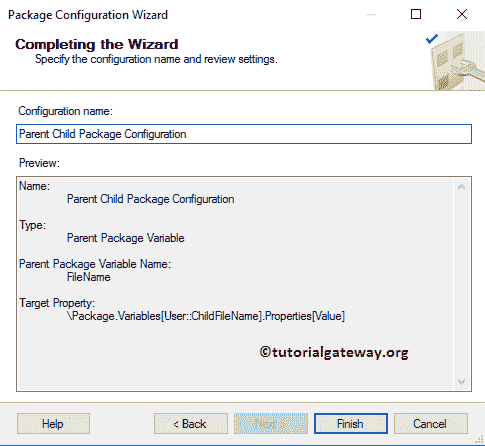 Package Configuration Wizard
Completing the Wizard
Specify the configuration name and review settings.
Configuration name:
Parent Child Package Configuration
Preview:
Name:
Parent Child Package Configuration
Type:
Parent Package Variable
Parent Package Variable Name:
FileName
Target Property:
\Package.Variables[User::ChildFileName].Properties[Value]
©tutorialgateway.org
Help < Back Next > Finish Cancel